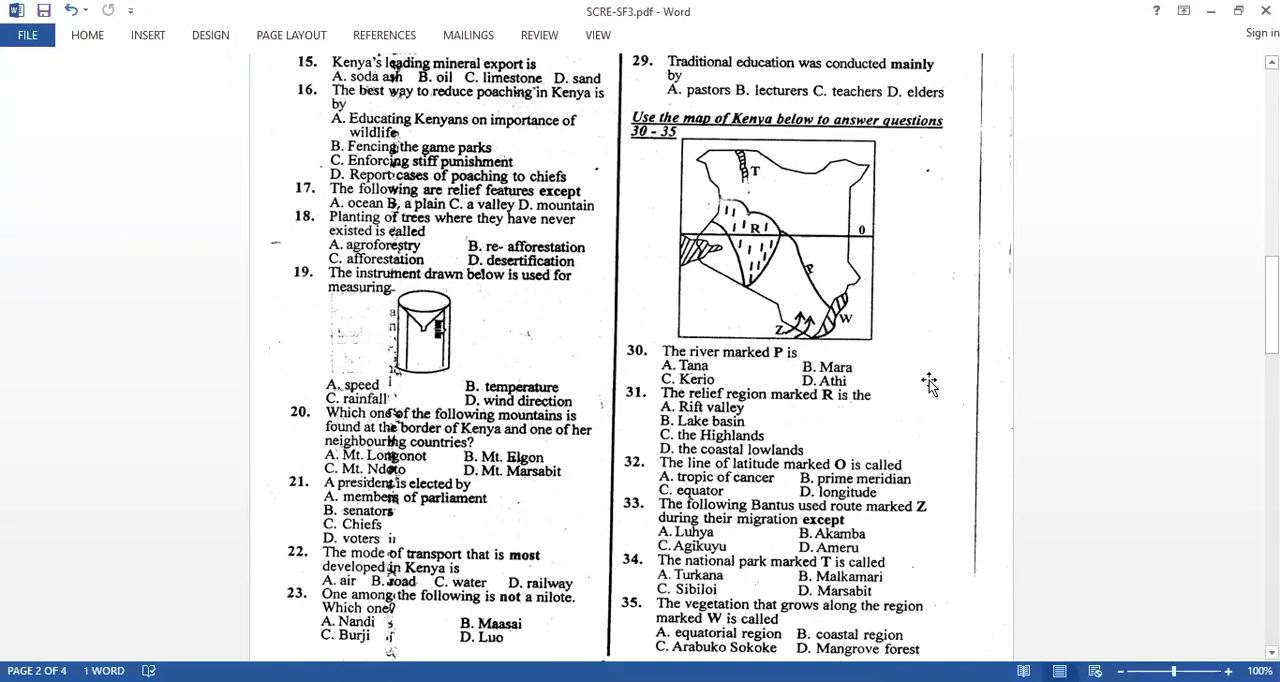 SCRE-SF3.pdf - Word
FILE HOME INSERT DESIGN PAGE LAYOUT REFERENCES MAILINGS REVIEW VIEW
Sign in
15. Kenya's leading mineral export is
A. soda ash B. oil C. limestone D. sand
16. The best way to reduce poaching in Kenya is
by
A. Educating Kenyans on importance of
wildlife
B. Fencing the game parks
C. Enforcing stiff punishment
D. Report cases of poaching to chiefs
17. The following are relief features except
A. ocean B, a plain C. a valley D. mountain
18. Planting of trees where they have never
existed is called
A. agroforestry B. re- afforestation
C. afforestation D. desertification
19. The instrument drawn below is used for
measuring
A. speed B. temperature
C. rainfall D. wind direction
20. Which one of the following mountains is
found at the border of Kenya and one of her
neighbouring countries?
A. Mt. Longonot B. Mt. Elgon
C. Mt. Ndoto D. Mt. Marsabit
21. A president is elected by
A. members of parliament
B. senators
C. Chiefs
D. voters
22. The mode of transport that is most
developed in Kenya is
A. air B. road C. water D. railway
23. One among the following is not a nilote.
Which one?
A. Nandi B. Maasai
C. Burji D. Luo
29. Traditional education was conducted mainly
by
A. pastors B. lecturers C. teachers D. elders
Use the map of Kenya below to answer questions
30 - 35
T
R
0
P
W
Z
30. The river marked P is
A. Tana B. Mara
C. Kerio D. Athi
31. The relief region marked R is the
A. Rift valley
B. Lake basin
C. the Highlands
D. the coastal lowlands
32. The line of latitude marked O is called
A. tropic of cancer B. prime meridian
C. equator D. longitude
33. The following Bantus used route marked Z
during their migration except
A. Luhya B. Akamba
C. Agikuyu D. Ameru
34. The national park marked T is called
A. Turkana B. Malkamari
C. Sibiloi D. Marsabit
35. The vegetation that grows along the region
marked W is called
A. equatorial region B. coastal region
C. Arabuko Sokoke D. Mangrove forest
PAGE 2 OF 4 1 WORD
100%